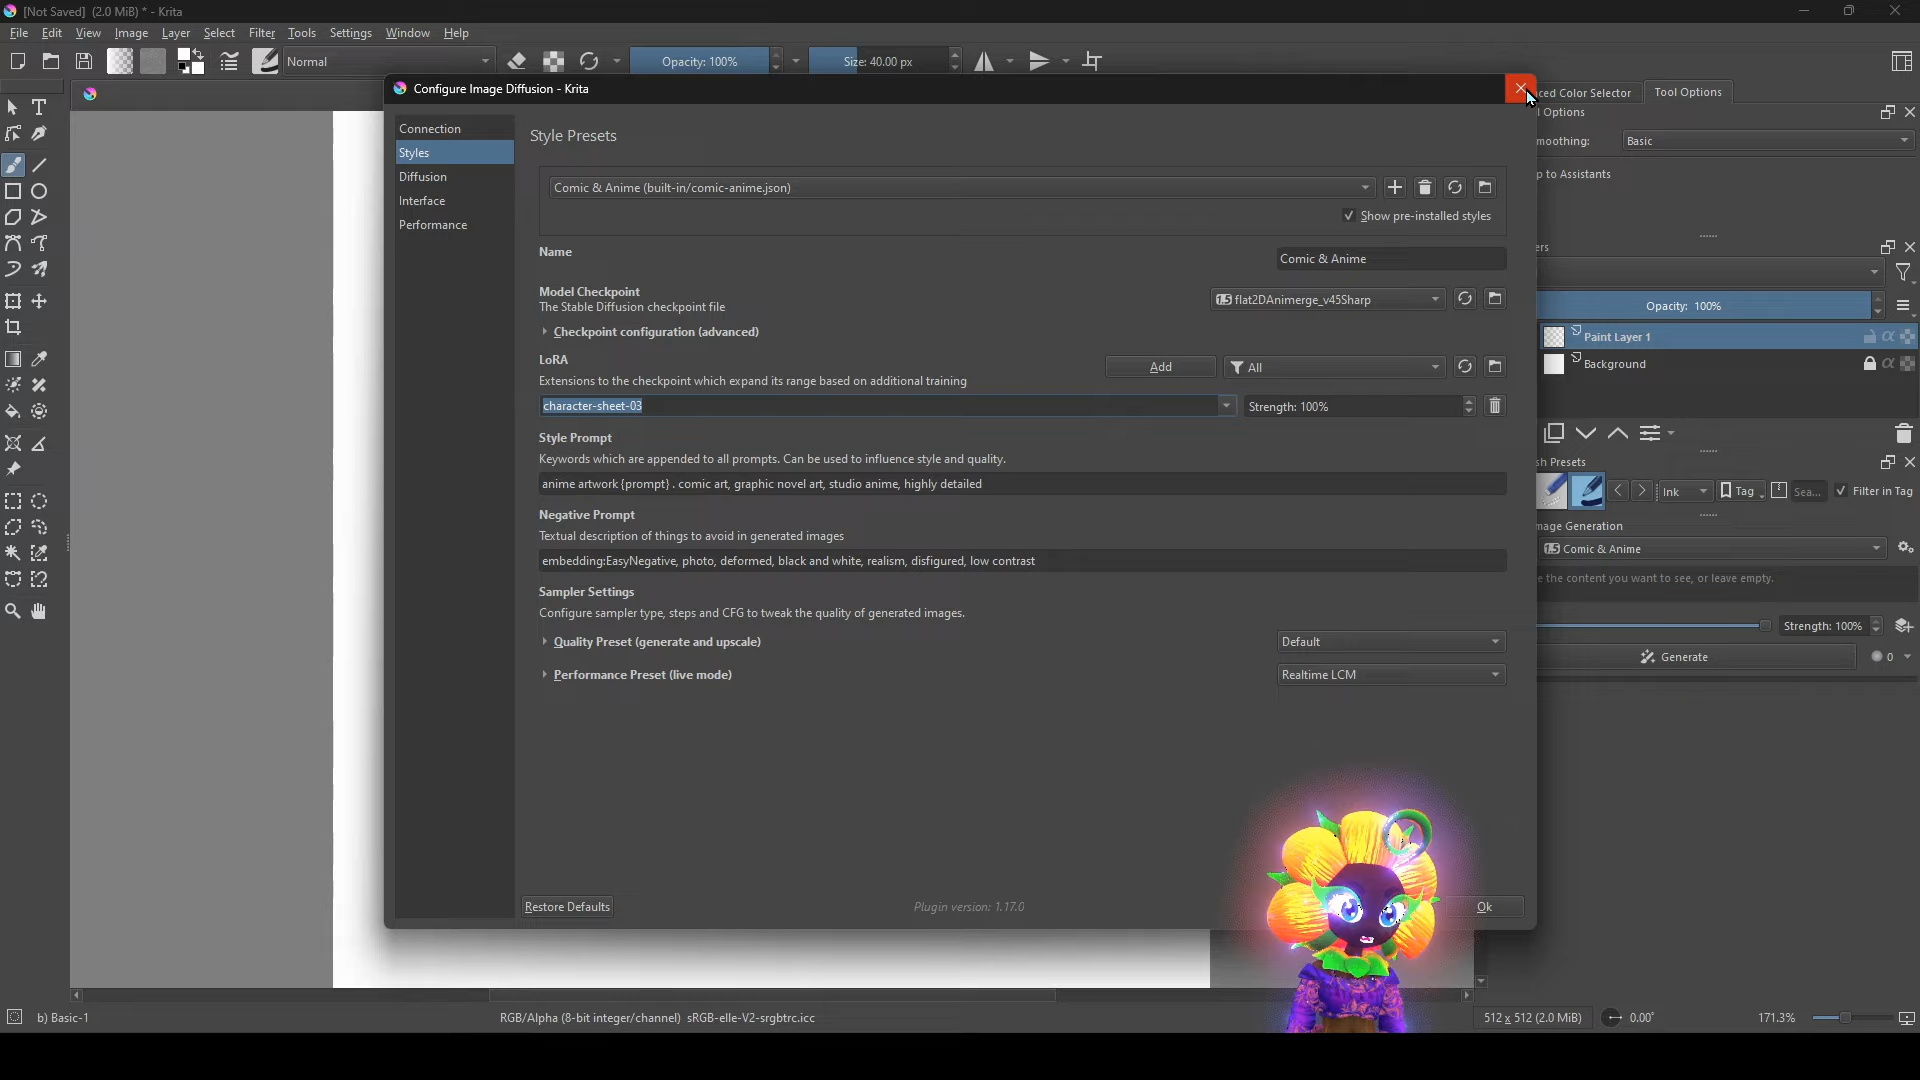 [Not Saved] (2.0 MiB) * - Krita
File Edit View Image Layer Select Filter Tools Settings Window Help
Normal
Opacity: 100%
Size: 40.00 px
Configure Image Diffusion - Krita
ced Color Selector
Tool Options
l Options
moothing:
Basic
p to Assistants
Connection
Styles
Diffusion
Interface
Performance
Style Presets
Comic & Anime (built-in/comic-anime.json)
Show pre-installed styles
Name
Comic & Anime
Model Checkpoint
The Stable Diffusion checkpoint file
1.5 flat2DAnimerge_v45Sharp
Checkpoint configuration (advanced)
LoRA
Extensions to the checkpoint which expand its range based on additional training
Add
All
character-sheet-03
Strength: 100%
Style Prompt
Keywords which are appended to all prompts. Can be used to influence style and quality.
anime artwork {prompt} . comic art, graphic novel art, studio anime, highly detailed
Negative Prompt
Textual description of things to avoid in generated images
embedding:EasyNegative, photo, deformed, black and white, realism, disfigured, low contrast
Sampler Settings
Configure sampler type, steps and CFG to tweak the quality of generated images.
Quality Preset (generate and upscale)
Default
Performance Preset (live mode)
Realtime LCM
Restore Defaults
Plugin version: 1.17.0
Ok
ers
Opacity: 100%
Paint Layer 1
Background
sh Presets
Ink
Tag
Sea...
Filter in Tag
mage Generation
1.5 Comic & Anime
e the content you want to see, or leave empty.
Strength: 100%
Generate
0
b) Basic-1
RGB/Alpha (8-bit integer/channel) sRGB-elle-V2-srgbtrc.icc
512 x 512 (2.0 MiB)
0.00°
171.3%